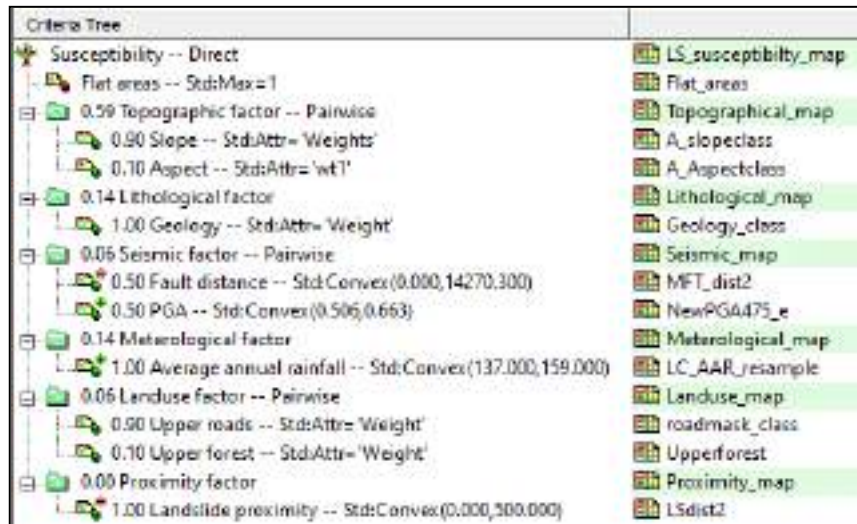 Criteria Tree
Susceptibility -- Direct LS_susceptibilty_map
Flat areas -- Std:Max=1 Flat_areas
0.59 Topographic factor -- Pairwise Topographical_map
0.90 Slope -- Std:Attr='Weights' A_slopeclass
0.10 Aspect -- Std:Attr='wt1' A_Aspectclass
0.14 Lithological factor Lithological_map
1.00 Geology -- Std:Attr='Weight' Geology_class
0.06 Seismic factor -- Pairwise Seismic_map
0.50 Fault distance -- Std:Convex(0.000,14270.300) MFT_dist2
0.50 PGA -- Std:Convex(0.506,0.663) NewPGA475_e
0.14 Meterological factor Meterological_map
1.00 Average annual rainfall -- Std:Convex(137.000,159.000) LC_AAR_resample
0.06 Landuse factor -- Pairwise Landuse_map
0.90 Upper roads -- Std:Attr='Weight' roadmask_class
0.10 Upper forest -- Std:Attr='Weight' Upperforest
0.00 Proximity factor Proximity_map
1.00 Landslide proximity -- Std:Convex(0.000,500.000) LSdist2